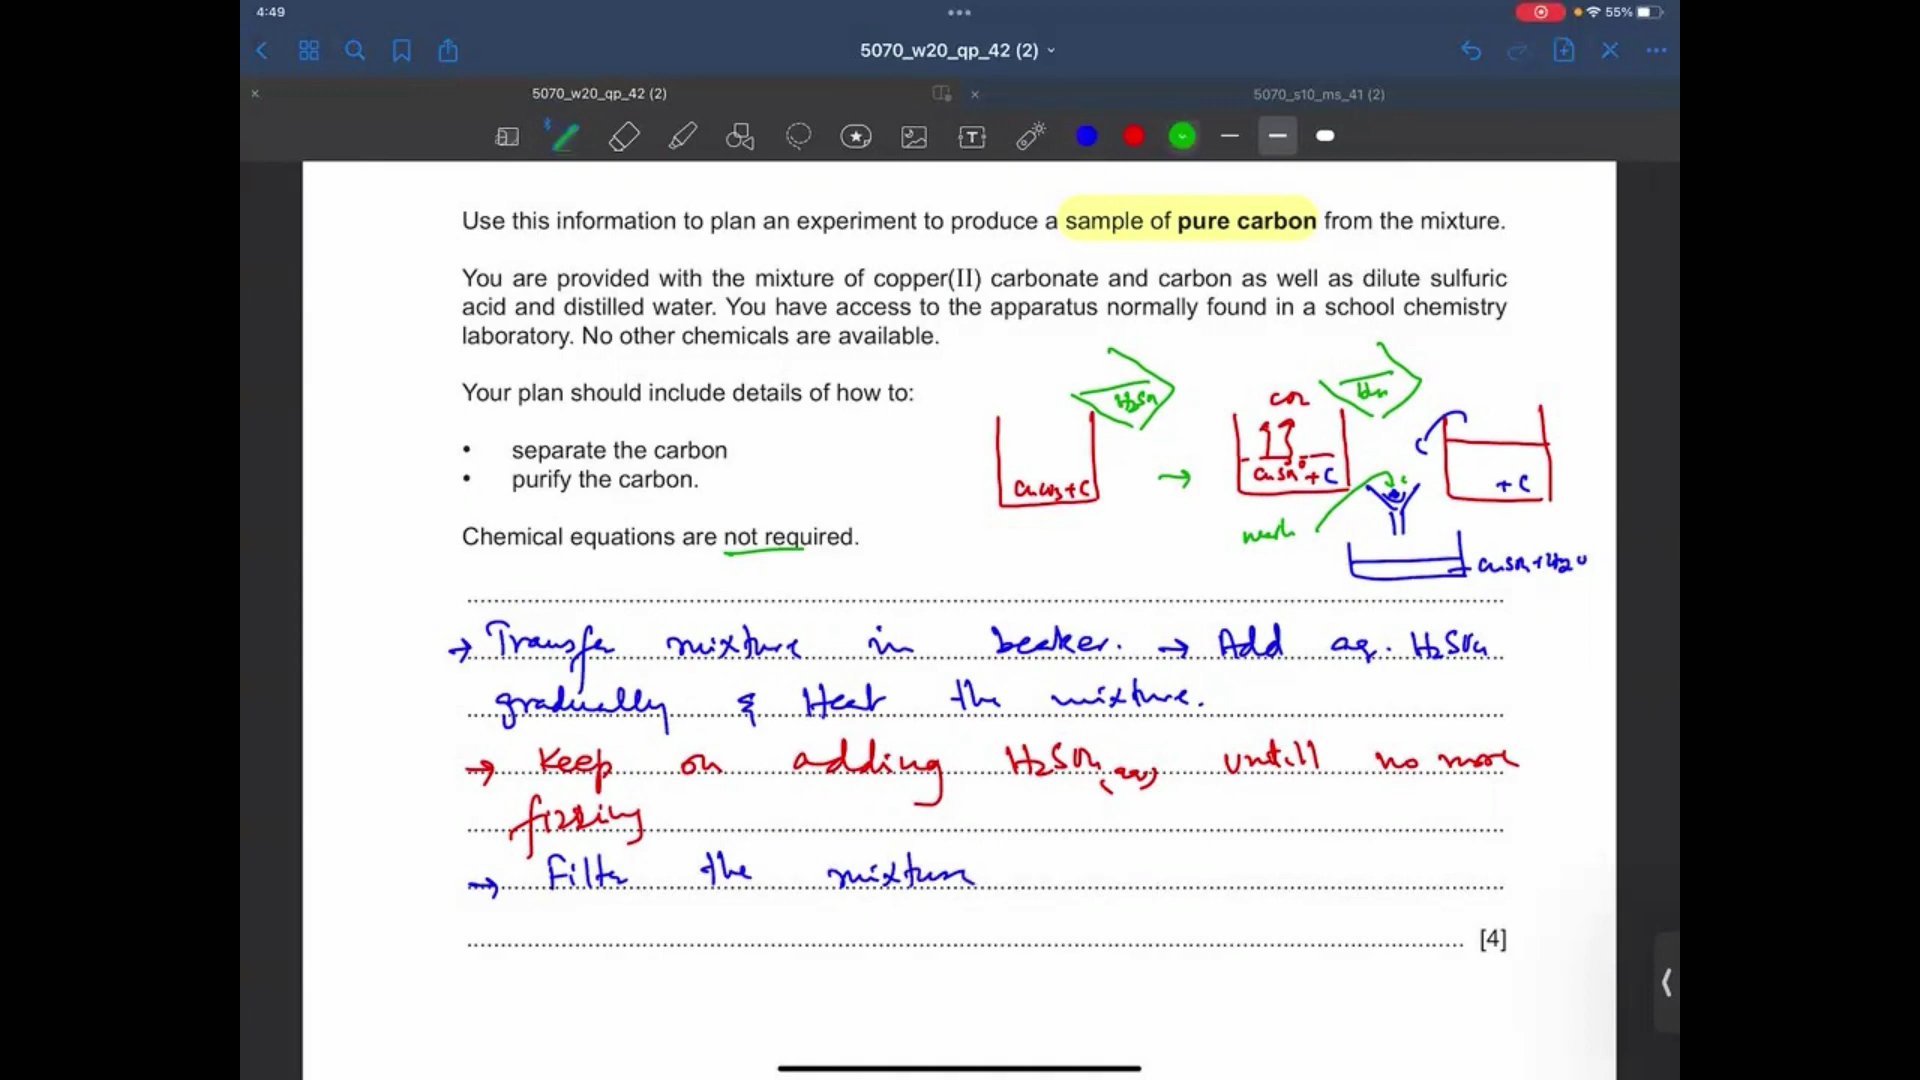 4:49
55%
5070_w20_qp_42 (2)
5070_w20_qp_42 (2)
5070_s10_ms_41 (2)
Use this information to plan an experiment to produce a sample of pure carbon from the mixture.
You are provided with the mixture of copper(II) carbonate and carbon as well as dilute sulfuric
acid and distilled water. You have access to the apparatus normally found in a school chemistry
laboratory. No other chemicals are available.
Your plan should include details of how to:
• separate the carbon
• purify the carbon.
Chemical equations are not required.
H₂SO₄
CO₂
CuCO₃+C
CuSO₄ + C
+ C
wash
CuSO₄+H₂O
→ Transfer mixture in beaker. → Add aq. H₂SO₄
gradually & Heat the mixture.
→ Keep on adding H₂SO₄ (aq) untill no more
fizzing
→ Filter the mixture
[4]